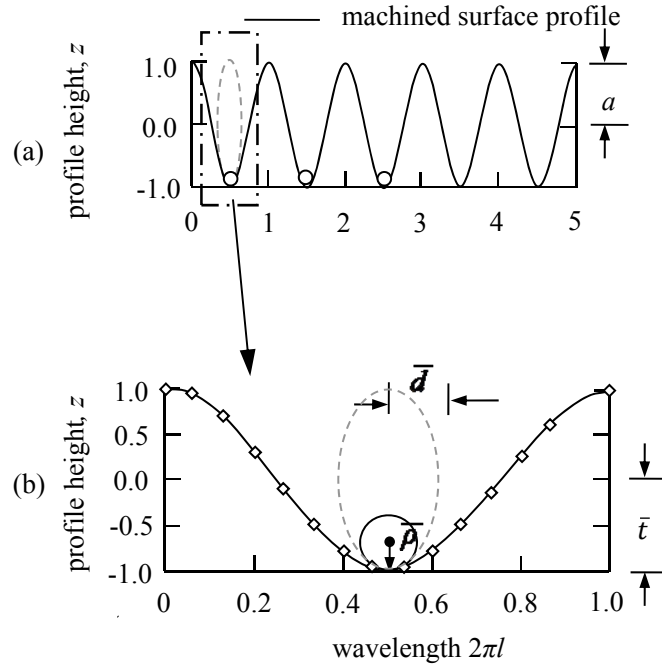 machined surface profile
profile height, z
1.0
0.0
-1.0
a
(a)
0 1 2 3 4 5
d̅
profile height, z
1.0
0.5
0.0
-0.5
-1.0
ρ̅
t̅
(b)
0 0.2 0.4 0.6 0.8 1.0
wavelength 2πl